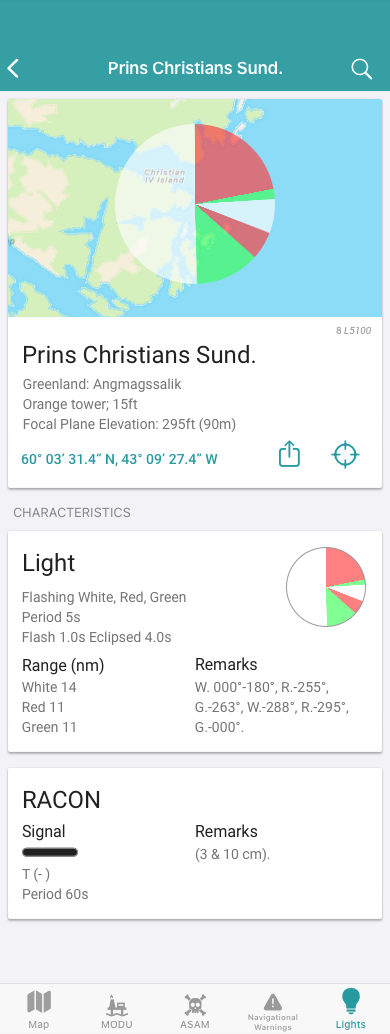 Prins Christians Sund.
Christian
IV Island
8 L5100
Prins Christians Sund.
Greenland: Angmagssalik
Orange tower; 15ft
Focal Plane Elevation: 295ft (90m)
60° 03’ 31.4” N, 43° 09’ 27.4” W
CHARACTERISTICS
Light
Flashing White, Red, Green
Period 5s
Flash 1.0s Eclipsed 4.0s
Range (nm)
White 14
Red 11
Green 11
Remarks
W. 000°-180°, R.-255°,
G.-263°, W.-288°, R.-295°,
G.-000°.
RACON
Signal
T (- )
Period 60s
Remarks
(3 & 10 cm).
Map
MODU
ASAM
Navigational
Warnings
Lights